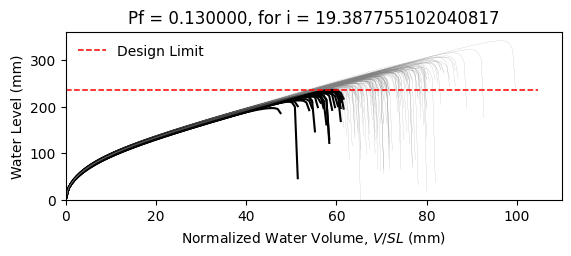 Pf = 0.130000, for i = 19.387755102040817
Design Limit
Water Level (mm)
300
200
100
0
0 20 40 60 80 100
Normalized Water Volume, V/SL (mm)